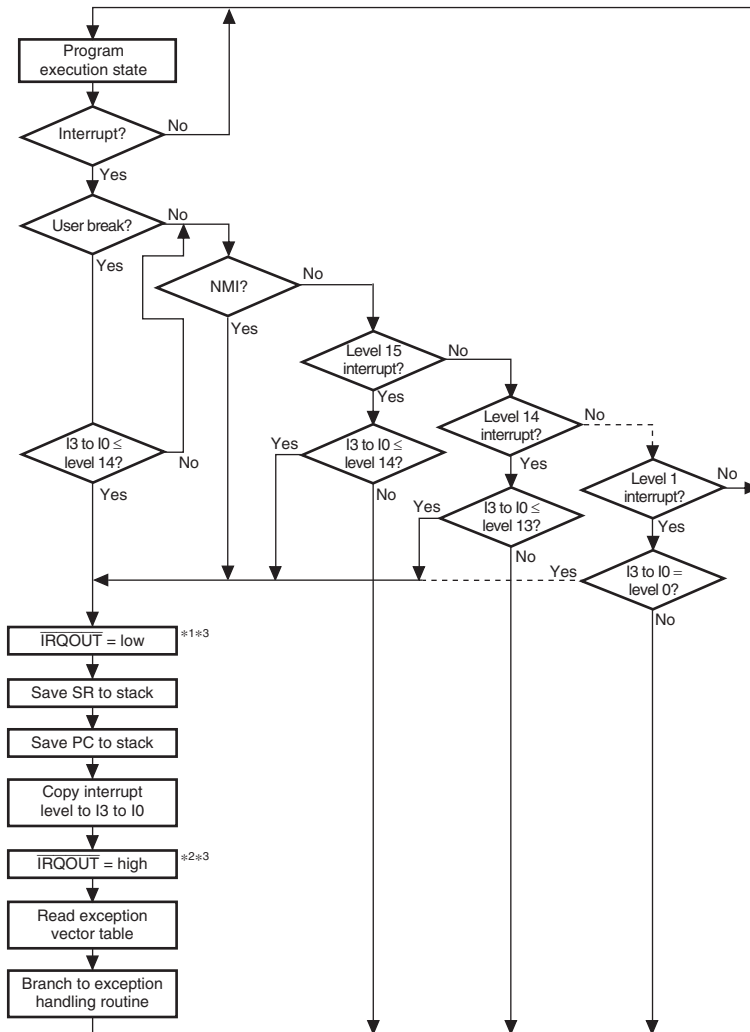 Program
execution state
Interrupt?
No
Yes
User break?
No
Yes
NMI?
No
Yes
Level 15
interrupt?
No
Yes
Level 14
interrupt?
No
Yes
I3 to I0 ≤
level 14?
No
Yes
Yes
I3 to I0 ≤
level 14?
No
Level 1
interrupt?
No
Yes
Yes
I3 to I0 ≤
level 13?
No
Yes
I3 to I0 =
level 0?
No
IRQOUT = low *1*3
Save SR to stack
Save PC to stack
Copy interrupt
level to I3 to I0
IRQOUT = high *2*3
Read exception
vector table
Branch to exception
handling routine